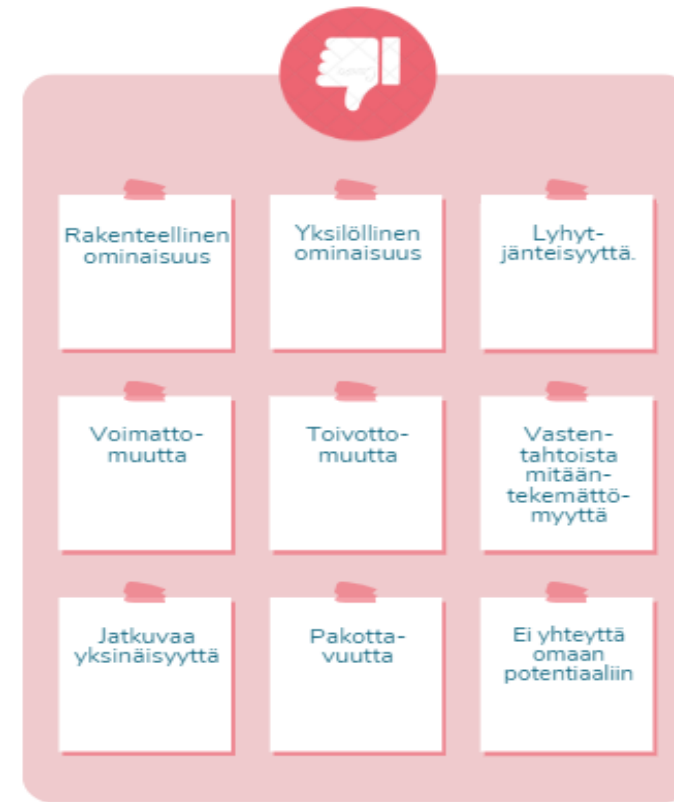 Rakenteellinen
ominaisuus
Yksilöllinen
ominaisuus
Lyhyt-
jänteisyyttä.
Voimatto-
muutta
Toivotto-
muutta
Vasten-
tahtoista
mitään-
tekemättö-
myyttä
Jatkuvaa
yksinäisyyttä
Pakotta-
vuutta
Ei yhteyttä
omaan
potentiaaliin